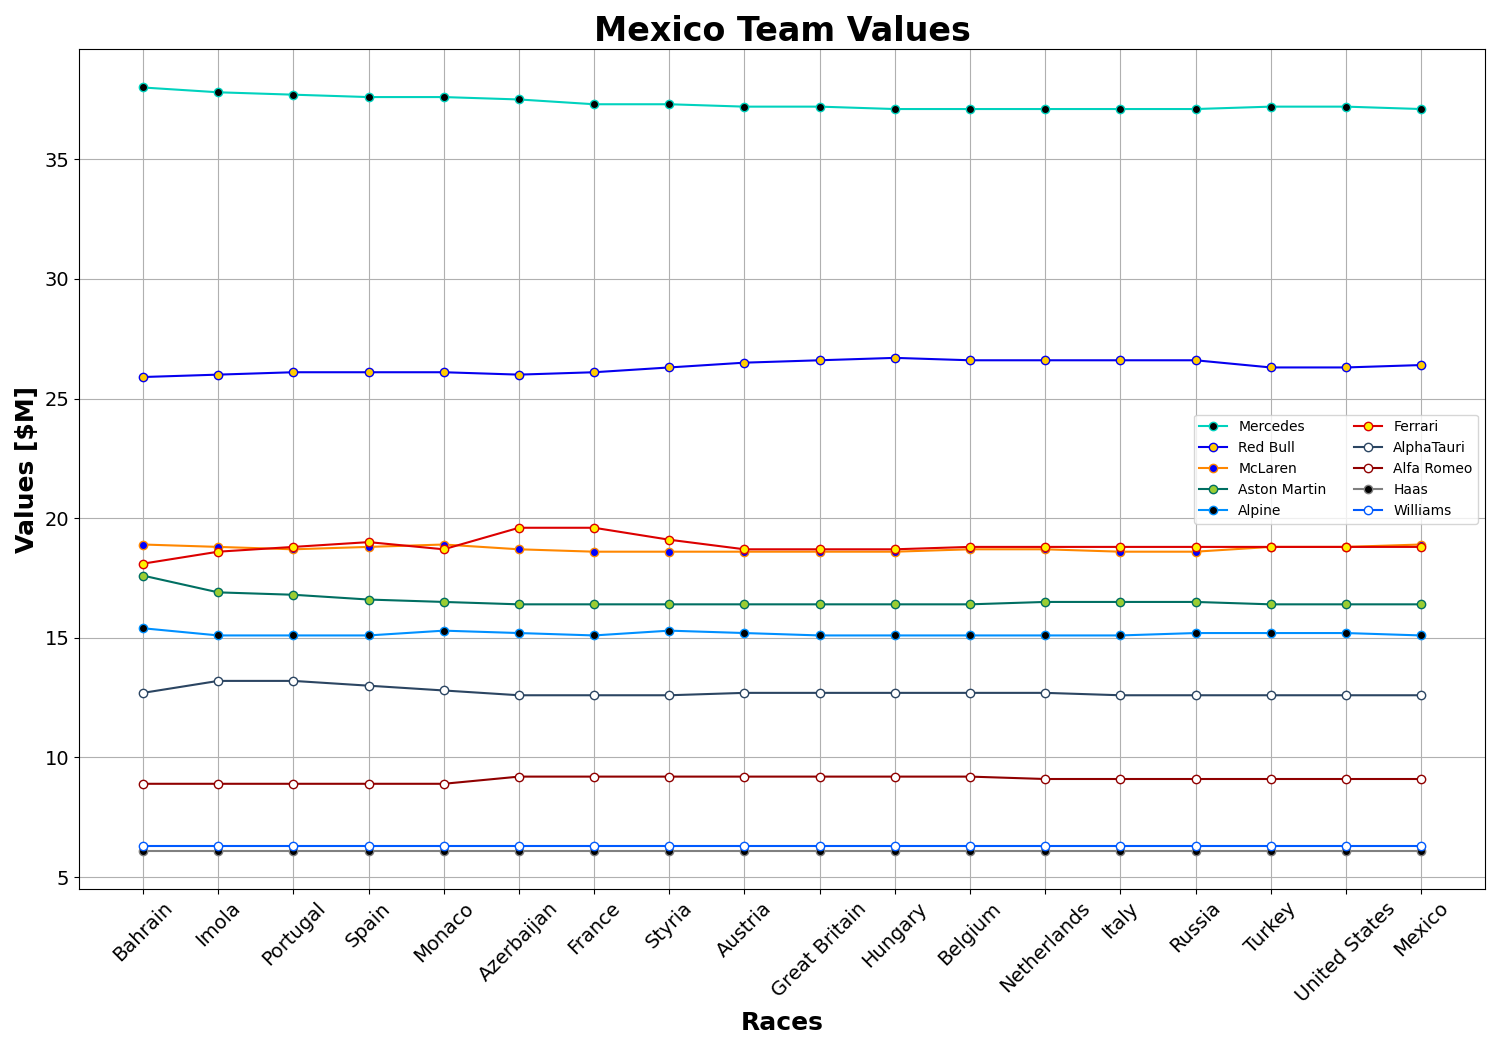 Mexico Team Values
Values [$M]
35
30
25
20
15
10
5
Mercedes
Red Bull
McLaren
Aston Martin
Alpine
Ferrari
AlphaTauri
Alfa Romeo
Haas
Williams
Bahrain
Imola
Portugal
Spain
Monaco
Azerbaijan
France
Styria
Austria
Great Britain
Hungary
Belgium
Netherlands
Italy
Russia
Turkey
United States
Mexico
Races